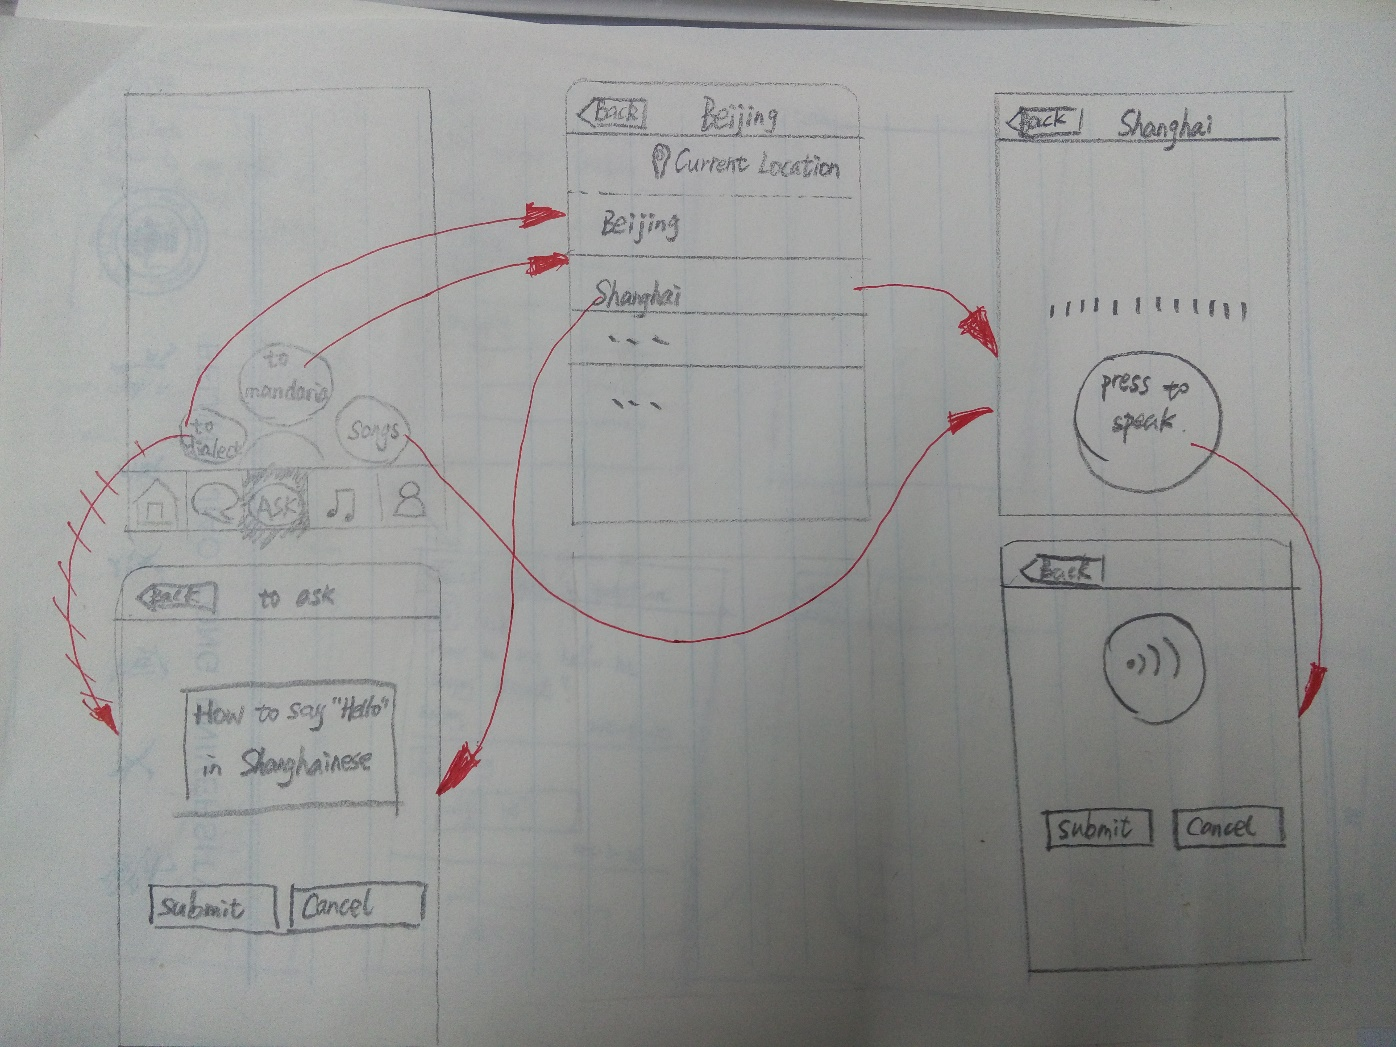 to
mandarin
to
dialect
Songs
ASK
Back
Beijing
Current Location
Beijing
Shanghai
Back
Shanghai
press to
speak.
Back
to ask
How to say "Hello"
in Shanghainese
Submit
Cancel
Back
Submit
Cancel